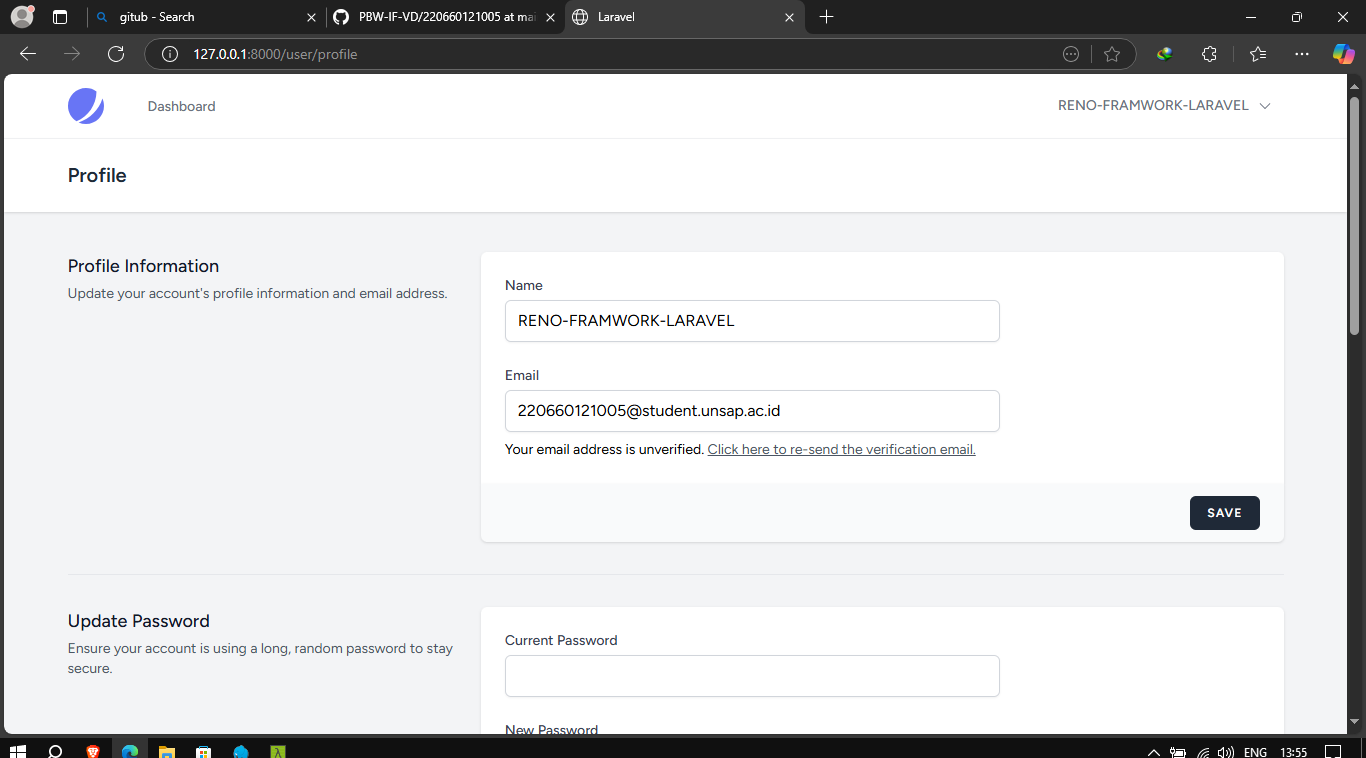 gitub - Search
PBW-IF-VD/220660121005 at mai
Laravel
127.0.0.1:8000/user/profile
Dashboard
RENO-FRAMWORK-LARAVEL
Profile
Profile Information
Update your account's profile information and email address.
Name
RENO-FRAMWORK-LARAVEL
Email
220660121005@student.unsap.ac.id
Your email address is unverified. Click here to re-send the verification email.
SAVE
Update Password
Ensure your account is using a long, random password to stay
secure.
Current Password
New Password
ENG
13:55